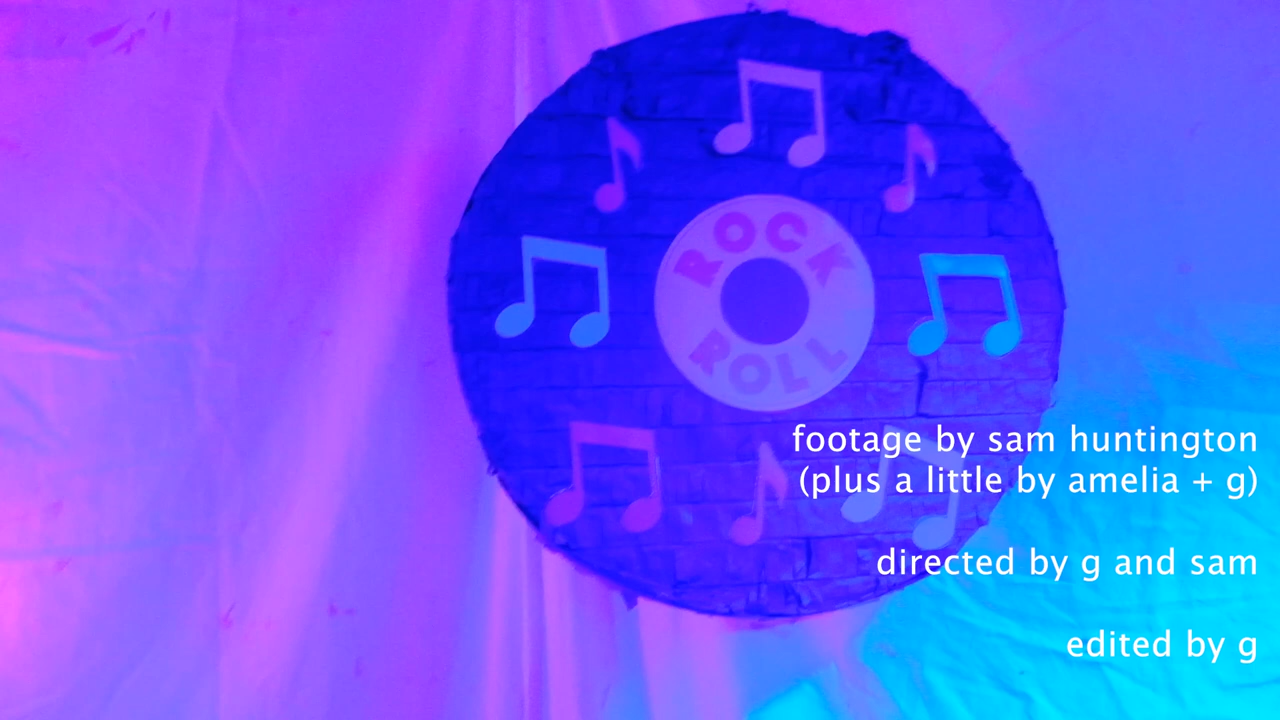 ROCK
ROLL
footage by sam huntington
(plus a little by amelia + g)
directed by g and sam
edited by g